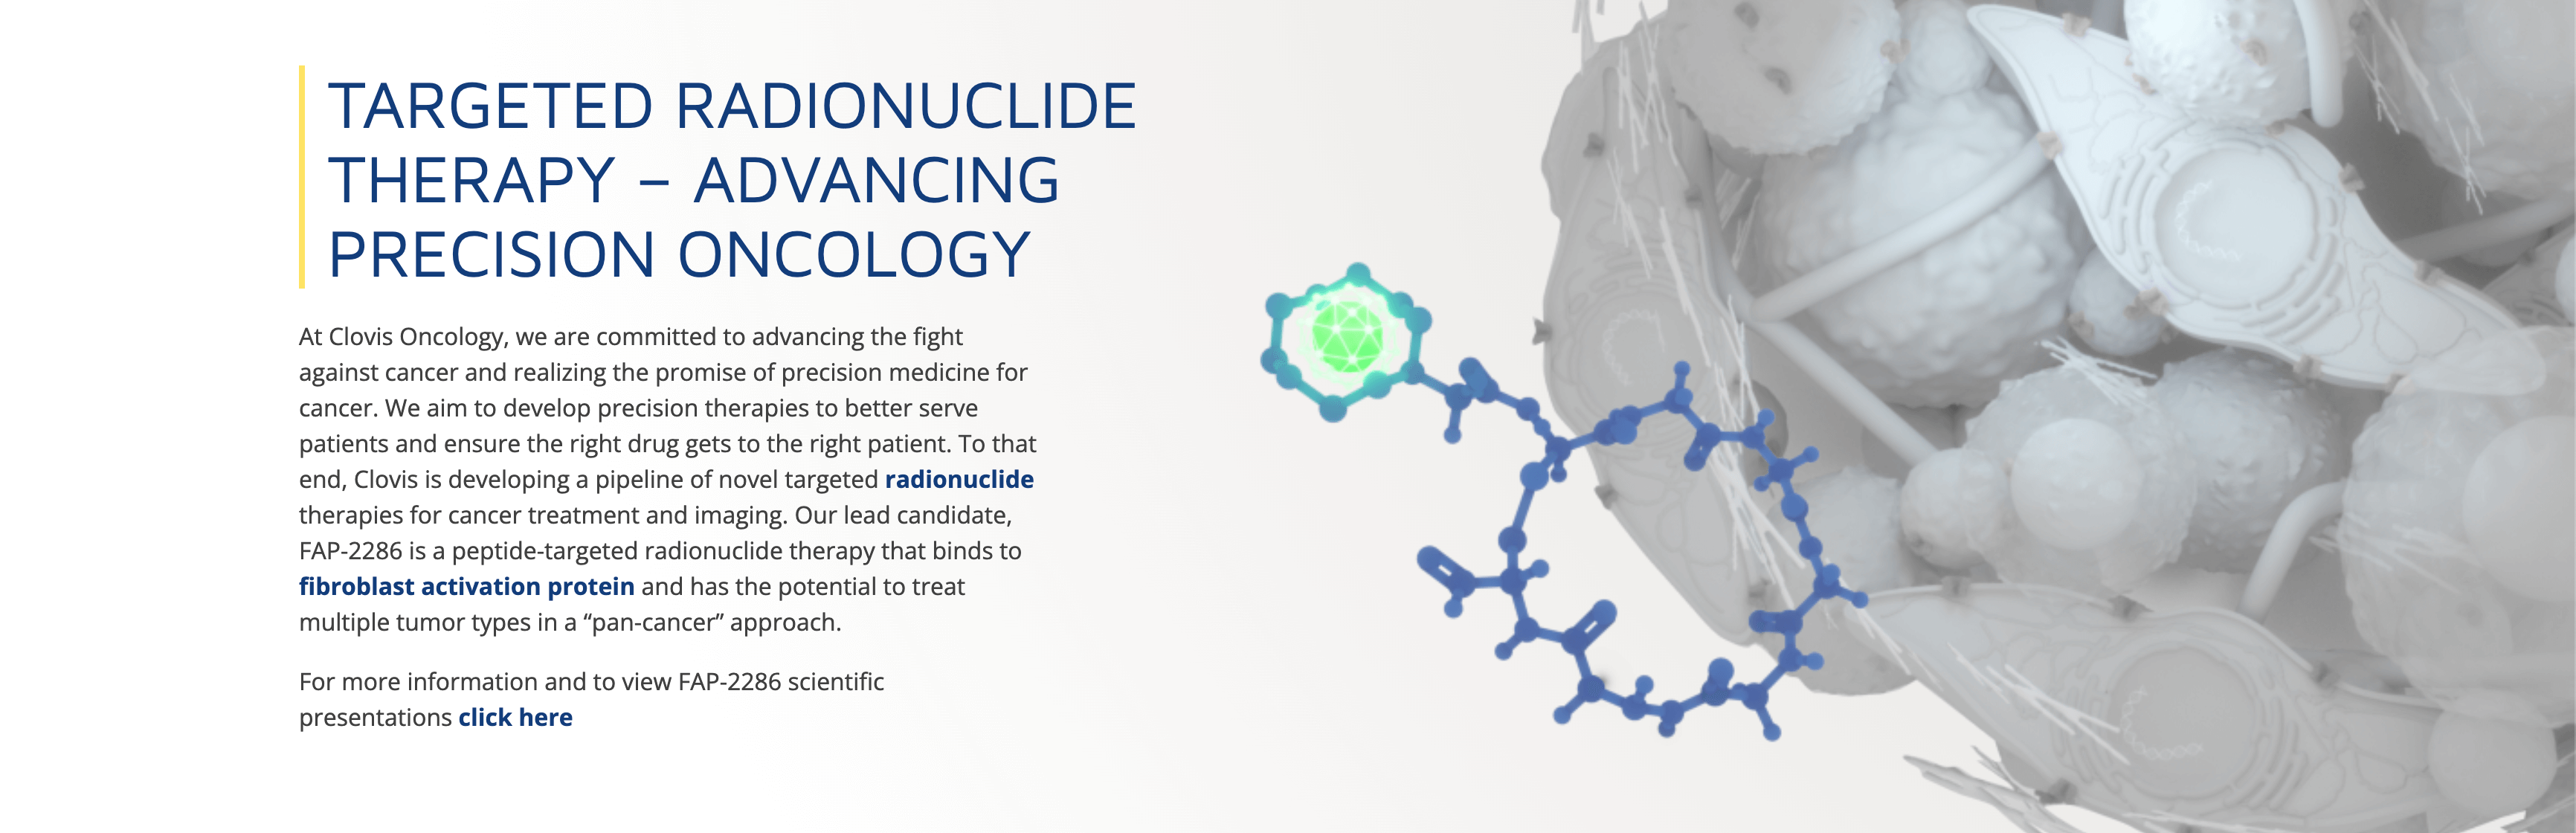 TARGETED RADIONUCLIDE
THERAPY – ADVANCING
PRECISION ONCOLOGY
At Clovis Oncology, we are committed to advancing the fight
against cancer and realizing the promise of precision medicine for
cancer. We aim to develop precision therapies to better serve
patients and ensure the right drug gets to the right patient. To that
end, Clovis is developing a pipeline of novel targeted radionuclide
therapies for cancer treatment and imaging. Our lead candidate,
FAP-2286 is a peptide-targeted radionuclide therapy that binds to
fibroblast activation protein and has the potential to treat
multiple tumor types in a “pan-cancer” approach.
For more information and to view FAP-2286 scientific
presentations click here